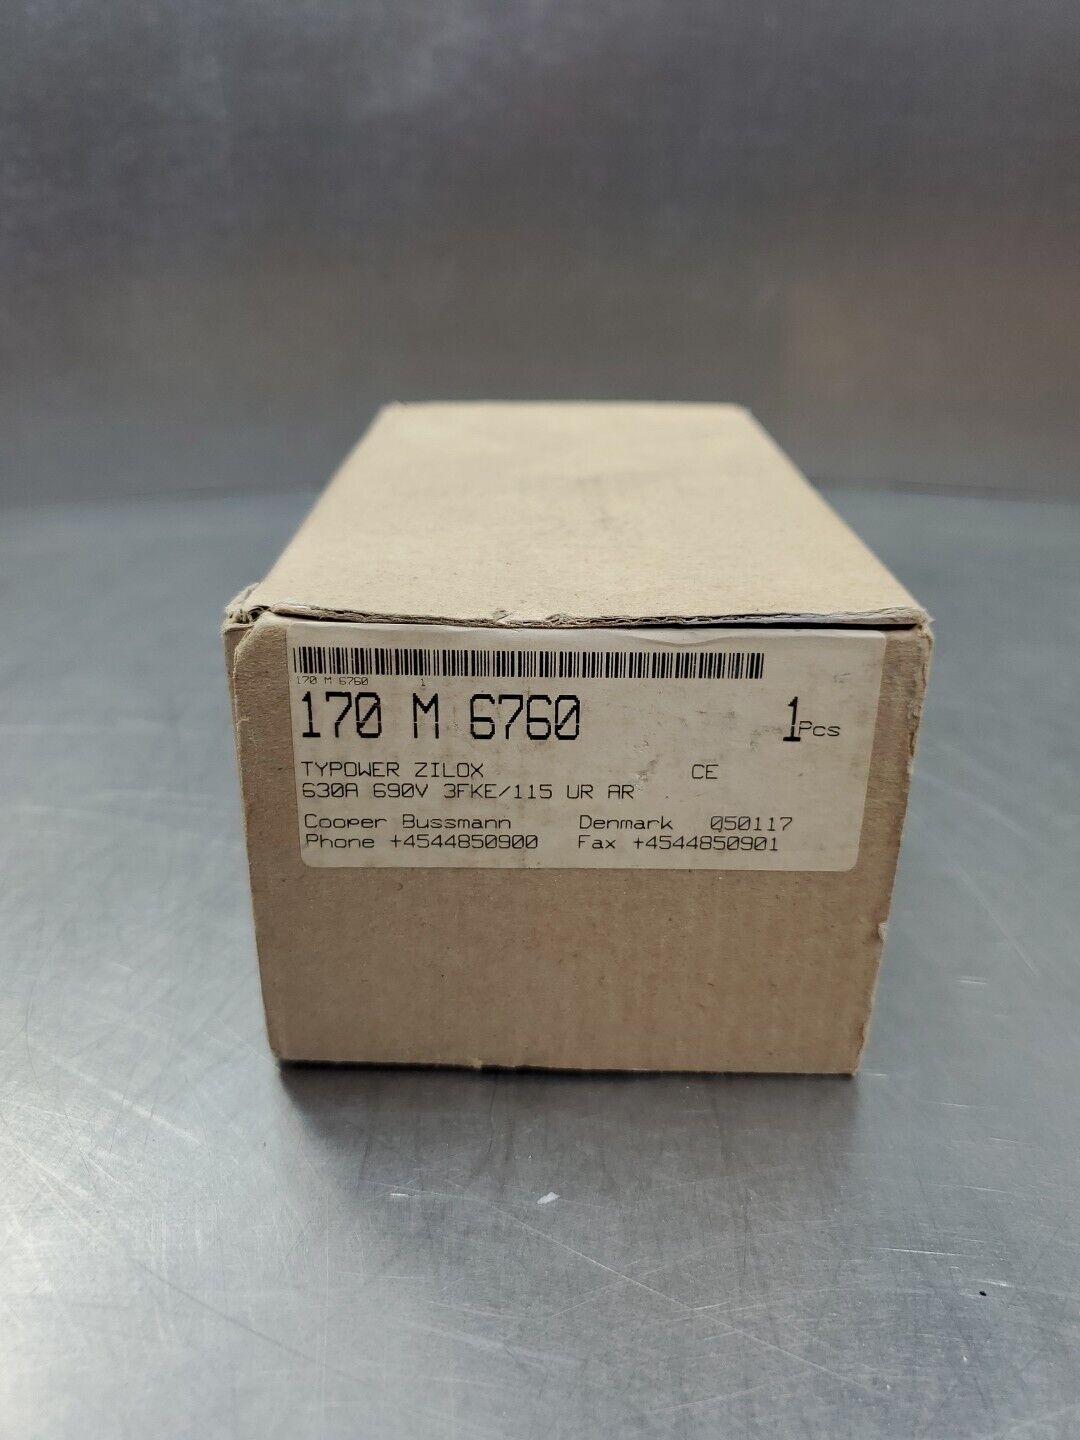 170 M 6760 1
170 M 6760 1Pcs
TYPOWER ZILOX CE
630A 690V 3FKE/115 UR AR
Cooper Bussmann Denmark 050117
Phone +4544850900 Fax +4544850901